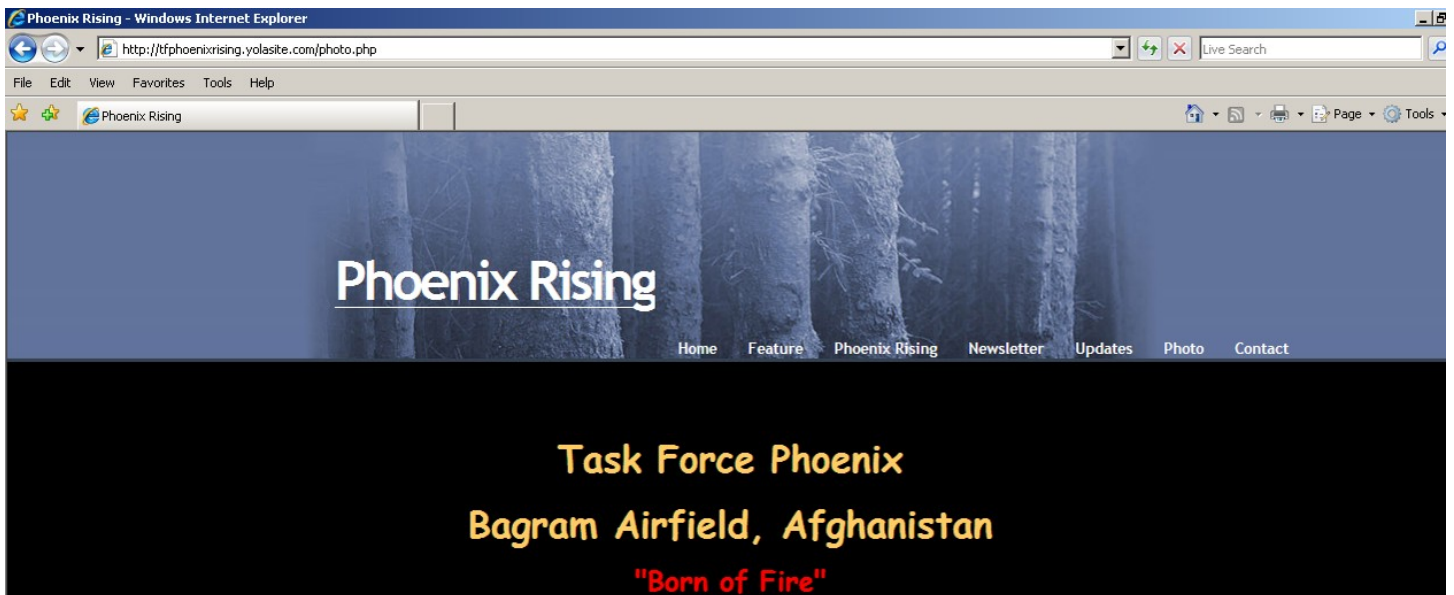 Phoenix Rising - Windows Internet Explorer
http://tfphoenixrising.yolasite.com/photo.php
Live Search
File Edit View Favorites Tools Help
Phoenix Rising
Page Tools
Phoenix Rising
Home Feature Phoenix Rising Newsletter Updates Photo Contact
Task Force Phoenix
Bagram Airfield, Afghanistan
"Born of Fire"